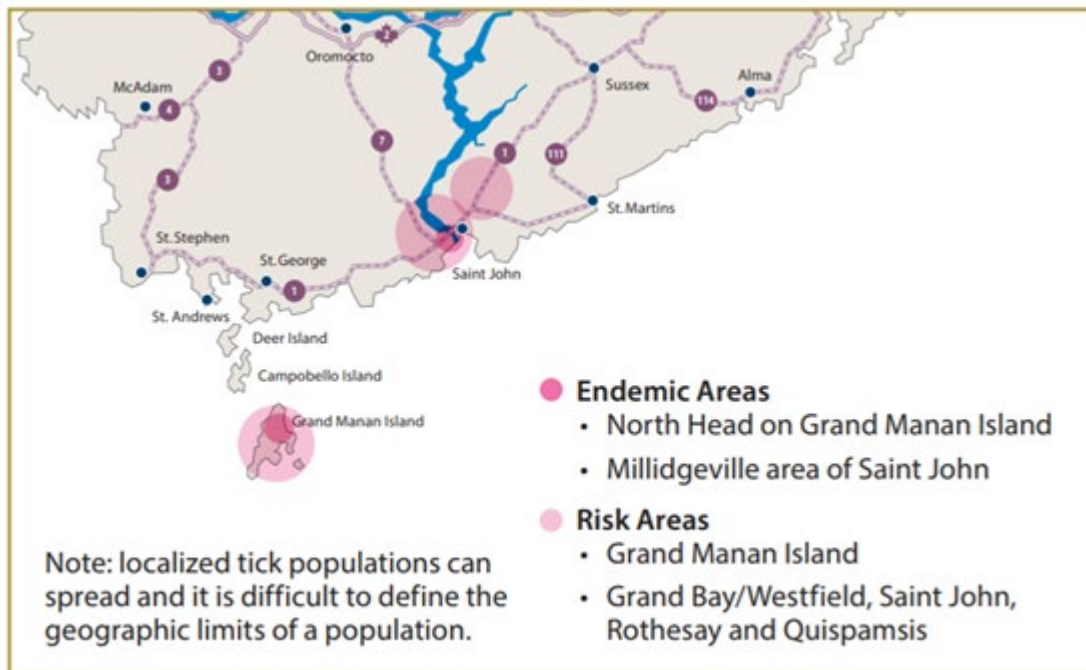 2
Oromocto
3
McAdam
4
Sussex
Alma
114
7
1
111
3
St. Martins
St. Stephen
St. George
Saint John
1
St. Andrews
Deer Island
Campobello Island
Grand Manan Island
Endemic Areas
• North Head on Grand Manan Island
• Millidgeville area of Saint John
Risk Areas
• Grand Manan Island
• Grand Bay/Westfield, Saint John,
Rothesay and Quispamsis
Note: localized tick populations can
spread and it is difficult to define the
geographic limits of a population.